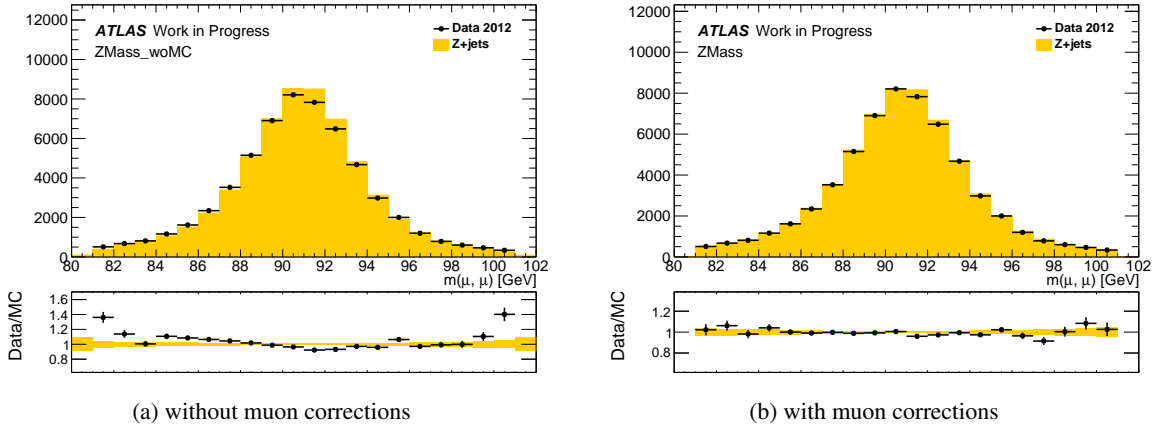 12000
10000
8000
6000
4000
2000
0
ATLAS Work in Progress
ZMass_woMC
Data 2012
Z+jets
80 82 84 86 88 90 92 94 96 98 100 102
m(μ, μ) [GeV]
Data/MC
1.6
1.4
1.2
1
0.8
(a) without muon corrections
12000
10000
8000
6000
4000
2000
0
ATLAS Work in Progress
ZMass
Data 2012
Z+jets
80 82 84 86 88 90 92 94 96 98 100 102
m(μ, μ) [GeV]
Data/MC
1.2
1
0.8
(b) with muon corrections